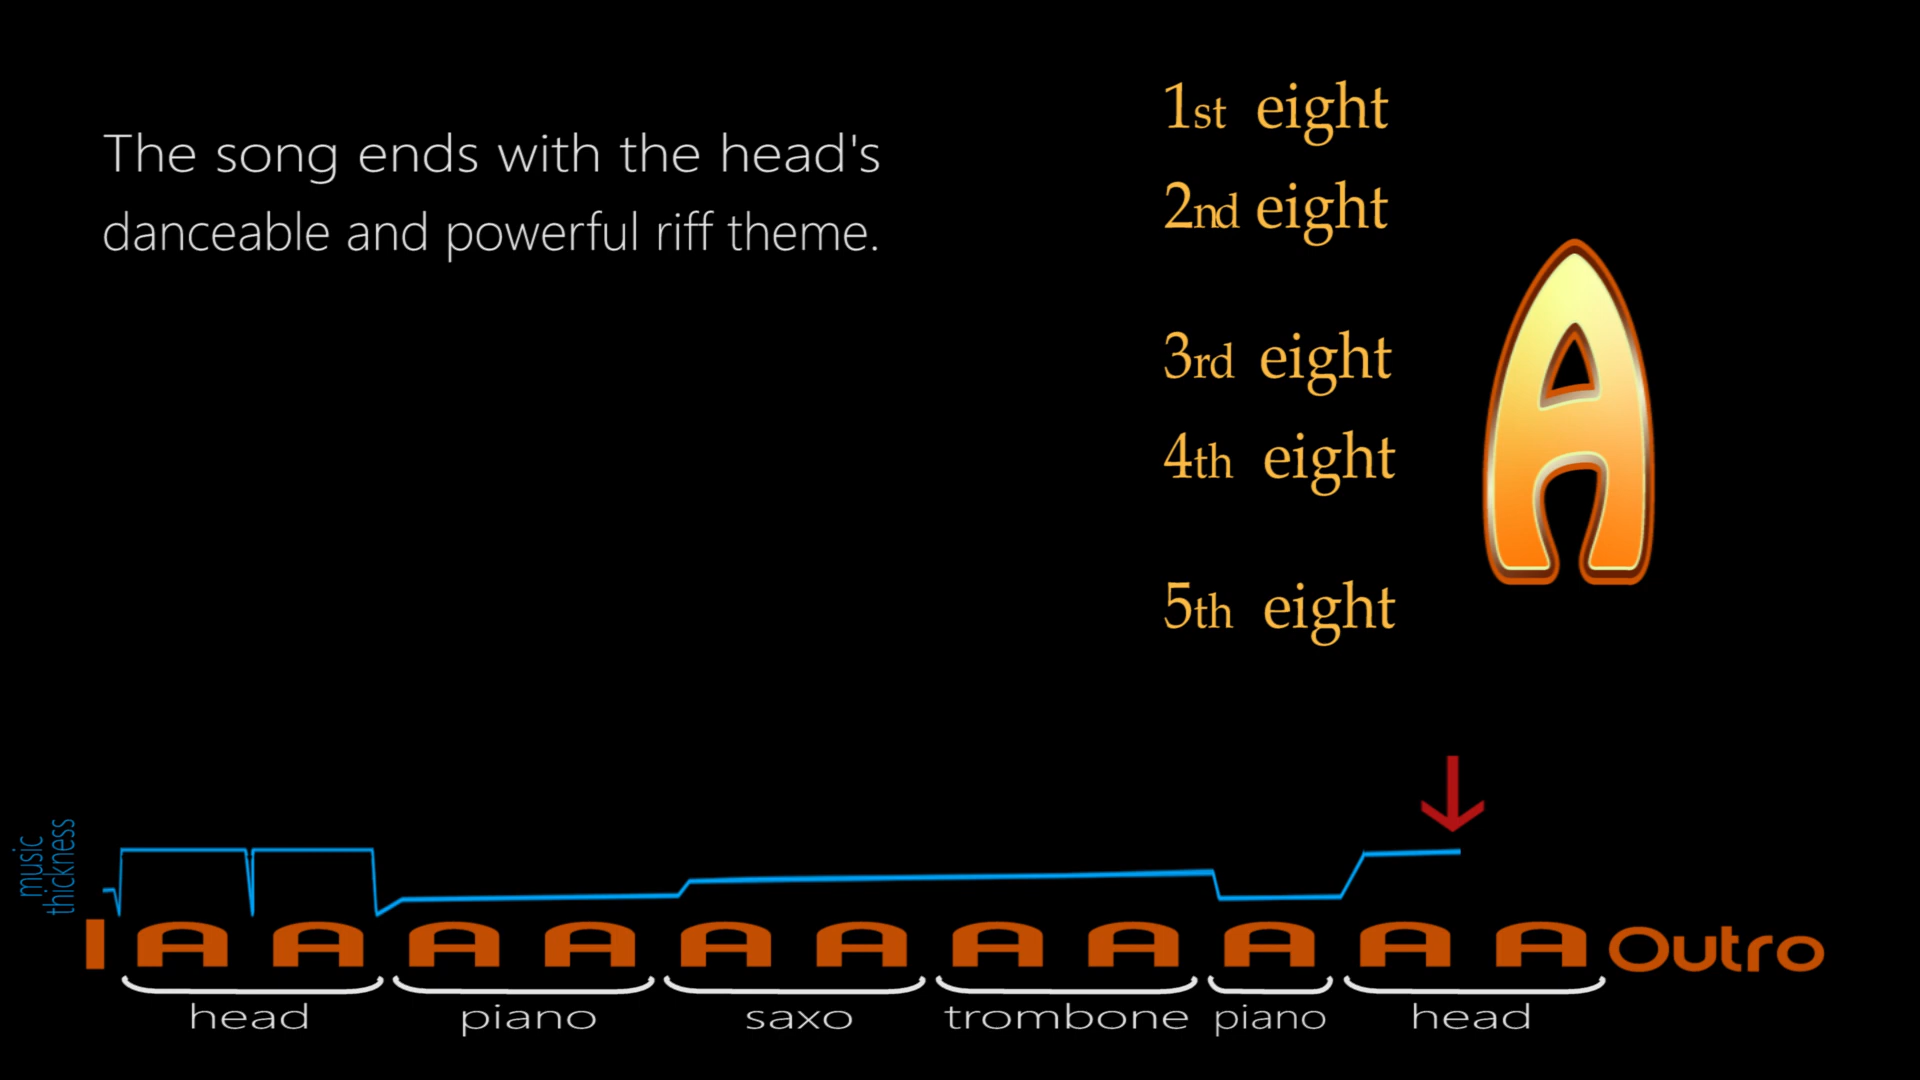 The song ends with the head's
danceable and powerful riff theme.
1st eight
2nd eight
3rd eight
4th eight
5th eight
A
music
thickness
I A A A A A A A A A A A Outro
head piano saxo trombone piano head